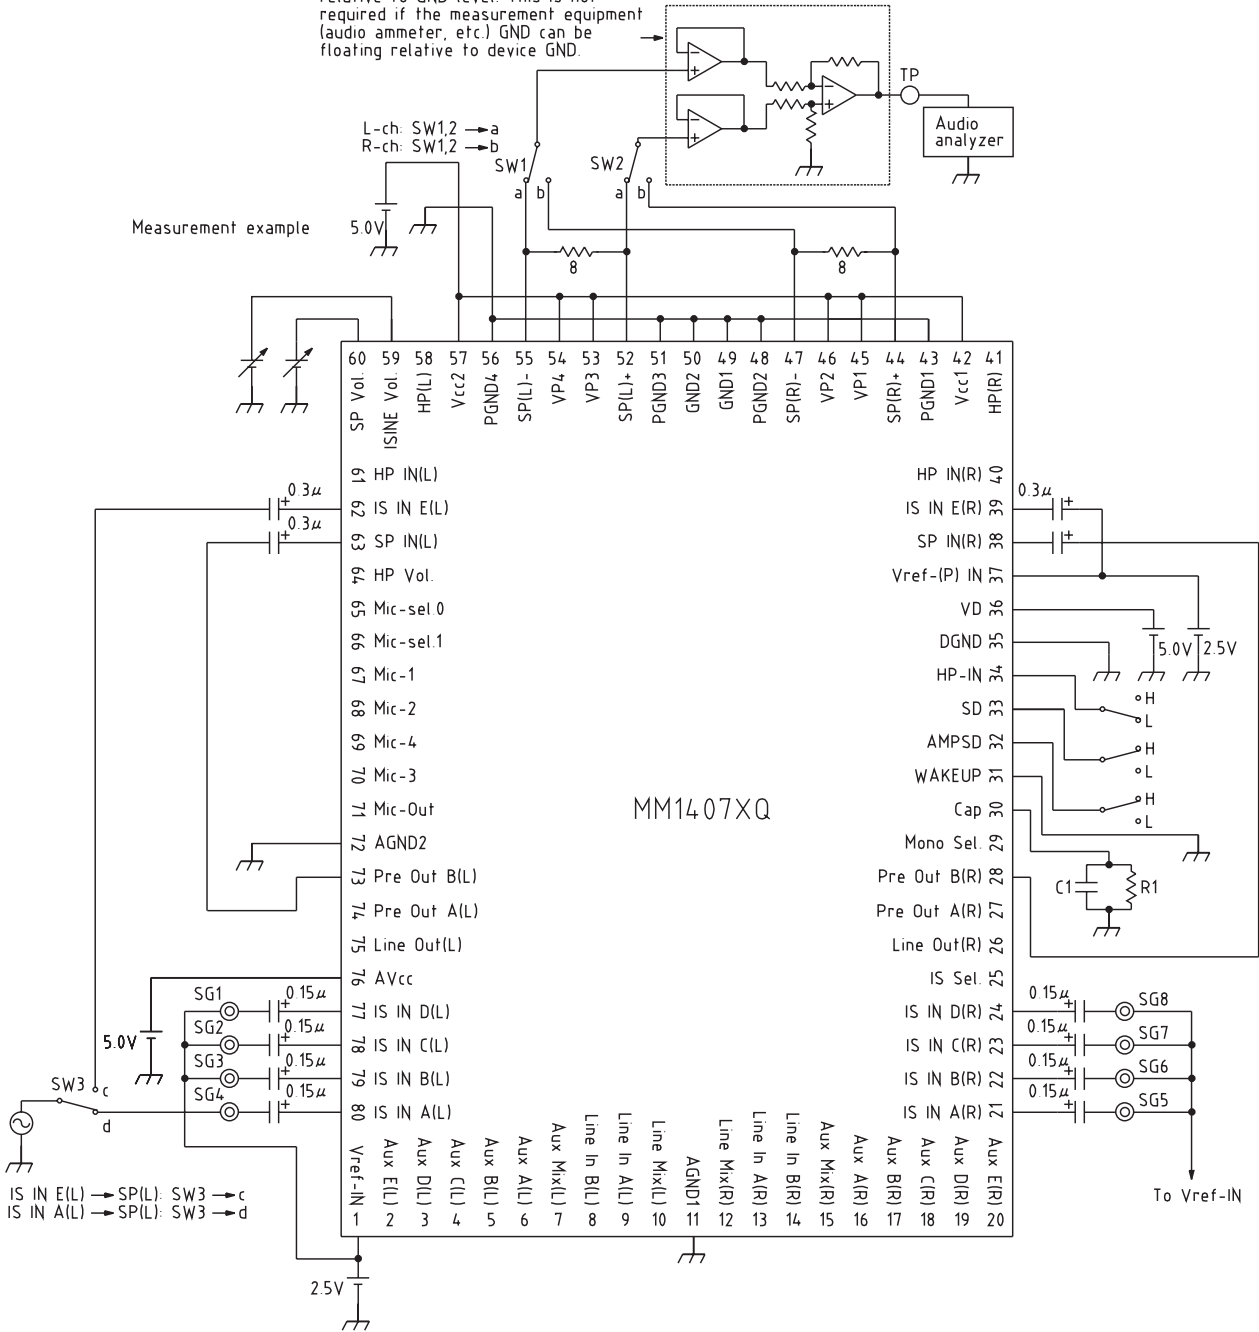 relative to GND level. This is not
required if the measurement equipment
(audio ammeter, etc.) GND can be
floating relative to device GND.
TP
Audio
analyzer
L-ch: SW1,2 → a
R-ch: SW1,2 → b
SW1
SW2
a
b
a
b
Measurement example
5.0V
8
8
60 59 58 57 56 55 54 53 52 51 50 49 48 47 46 45 44 43 42 41
SP Vol.
ISINE Vol.
HP(L)
Vcc2
PGND4
SP(L)-
VP4
VP3
SP(L)+
PGND3
GND2
GND1
PGND2
SP(R)-
VP2
VP1
SP(R)+
PGND1
Vcc1
HP(R)
61 HP IN(L)
0.3μ
+
62 IS IN E(L)
0.3μ
+
63 SP IN(L)
64 HP Vol.
65 Mic-sel.0
66 Mic-sel.1
67 Mic-1
68 Mic-2
69 Mic-4
70 Mic-3
71 Mic-Out
72 AGND2
73 Pre Out B(L)
74 Pre Out A(L)
75 Line Out(L)
76 AVcc
SG1 0.15μ +
77 IS IN D(L)
SG2 0.15μ +
78 IS IN C(L)
SG3 0.15μ +
79 IS IN B(L)
SG4 0.15μ +
80 IS IN A(L)
5.0V
SW3
c
d
IS IN E(L) → SP(L): SW3 → c
IS IN A(L) → SP(L): SW3 → d
MM1407XQ
HP IN(R) 40
0.3μ
IS IN E(R) 39
+
SP IN(R) 38
+
Vref-(P) IN 37
VD 36
DGND 35
5.0V
2.5V
HP-IN 34
H
L
SD 33
H
L
AMPSD 32
H
L
WAKEUP 31
Cap 30
Mono Sel. 29
C1
R1
Pre Out B(R) 28
Pre Out A(R) 27
Line Out(R) 26
IS Sel. 25
IS IN D(R) 24
0.15μ + SG8
IS IN C(R) 23
0.15μ + SG7
IS IN B(R) 22
0.15μ + SG6
IS IN A(R) 21
0.15μ + SG5
To Vref-IN
Vref-IN
Aux E(L)
Aux D(L)
Aux C(L)
Aux B(L)
Aux A(L)
Aux Mix(L)
Line In B(L)
Line In A(L)
Line Mix(L)
AGND1
Line Mix(R)
Line In A(R)
Line In B(R)
Aux Mix(R)
Aux A(R)
Aux B(R)
Aux C(R)
Aux D(R)
Aux E(R)
1 2 3 4 5 6 7 8 9 10 11 12 13 14 15 16 17 18 19 20
2.5V